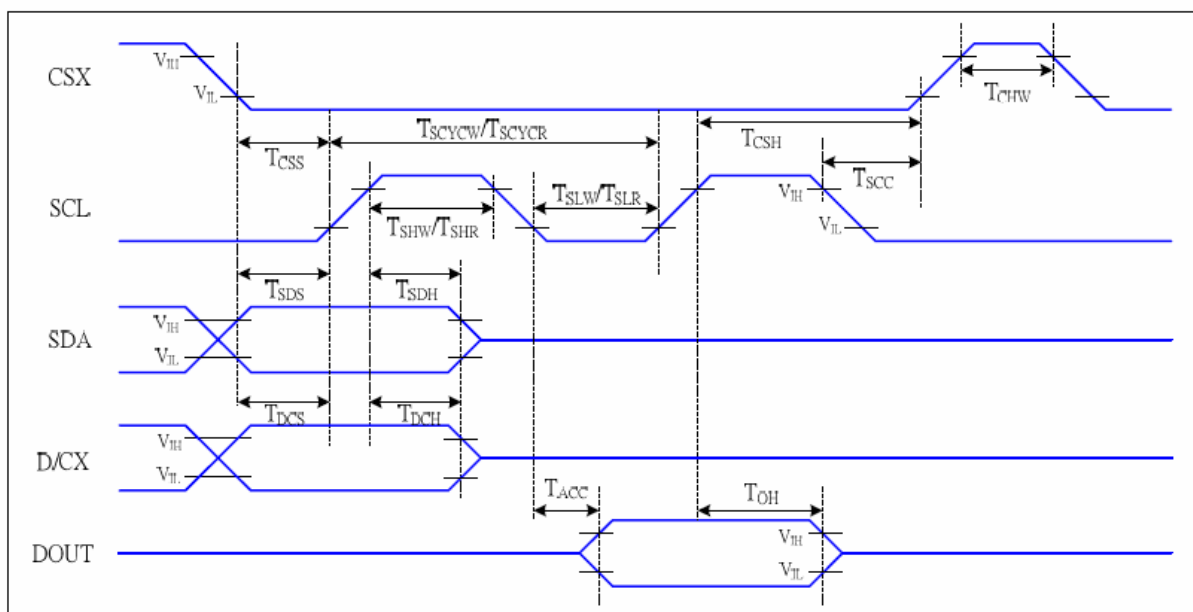 CSX
VIH
VIL
TCHW
TCSS
TSCYCW/TSCYCR
TCSH
TSCC
SCL
TSHW/TSHR
TSLW/TSLR
VIH
VIL
TSDS
TSDH
SDA
VIH
VIL
TDCS
TDCH
D/CX
VIH
VIL
TACC
TOH
DOUT
VIH
VIL